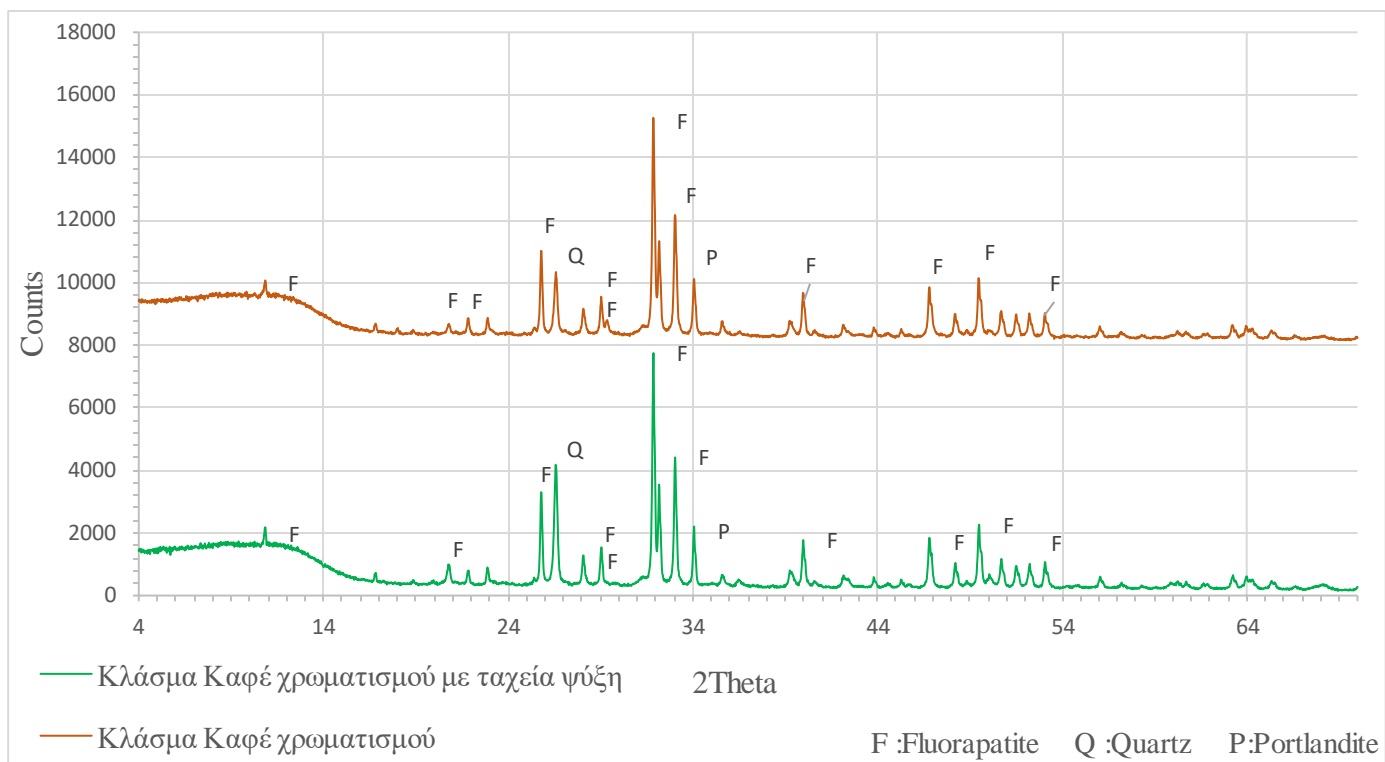 18000
16000
14000
12000
10000
8000
6000
4000
2000
0
Counts
F
F
F
Q
F
F
F
F
P
F
F
F
F
F
F
F
Q
F
F
F
F
P
F
F
F
F
4 14 24 34 44 54 64
2Theta
Κλάσμα Καφέ χρωματισμού με ταχεία ψύξη
Κλάσμα Καφέ χρωματισμού
F :Fluorapatite Q :Quartz P:Portlandite